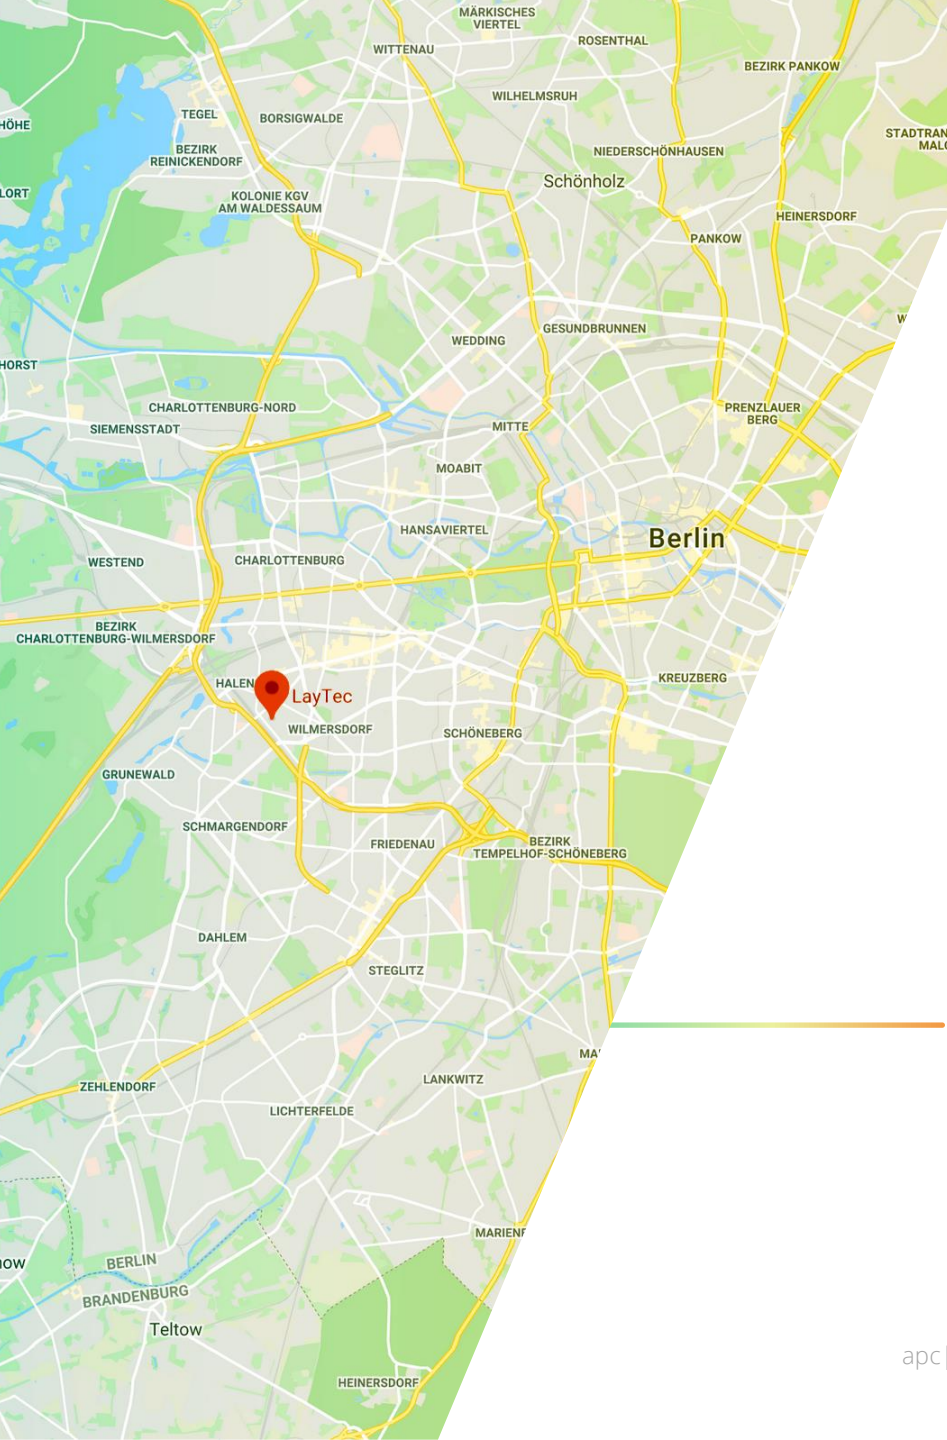 MÄRKISCHES
VIERTEL
WITTENAU
ROSENTHAL
BEZIRK PANKOW
WILHELMSRUH
TEGEL
BORSIGWALDE
HÖHE
STADTRAN
MALC
BEZIRK
REINICKENDORF
NIEDERSCHÖNHAUSEN
Schönholz
LORT
KOLONIE KGV
AM WALDESSAUM
HEINERSDORF
PANKOW
W
GESUNDBRUNNEN
WEDDING
HORST
CHARLOTTENBURG-NORD
PRENZLAUER
BERG
SIEMENSSTADT
MITTE
MOABIT
HANSAVIERTEL
Berlin
WESTEND
CHARLOTTENBURG
BEZIRK
CHARLOTTENBURG-WILMERSDORF
HALEN
LayTec
KREUZBERG
WILMERSDORF
SCHÖNEBERG
GRUNEWALD
SCHMARGENDORF
FRIEDENAU
BEZIRK
TEMPELHOF-SCHÖNEBERG
DAHLEM
STEGLITZ
MA
LANKWITZ
ZEHLENDORF
LICHTERFELDE
MARIENF
now
BERLIN
BRANDENBURG
Teltow
apc|
HEINERSDORF